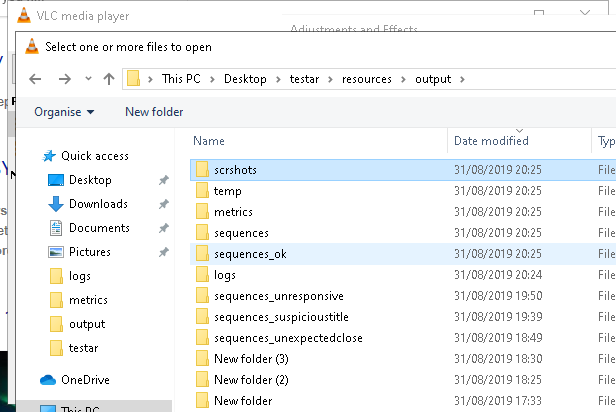 VLC media player
Adjustments and Effects
Select one or more files to open
This PC > Desktop > testar > resources > output >
Organise New folder
Name Date modified Typ
Quick access
Desktop
Downloads
Documents
Pictures
logs
metrics
output
testar
OneDrive
This PC
scrshots 31/08/2019 20:25 File
temp 31/08/2019 20:25 File
metrics 31/08/2019 20:25 File
sequences 31/08/2019 20:25 File
sequences_ok 31/08/2019 20:25 File
logs 31/08/2019 20:24 File
sequences_unresponsive 31/08/2019 19:50 File
sequences_suspicioustitle 31/08/2019 19:39 File
sequences_unexpectedclose 31/08/2019 18:49 File
New folder (3) 31/08/2019 18:30 File
New folder (2) 31/08/2019 18:25 File
New folder 31/08/2019 17:33 File